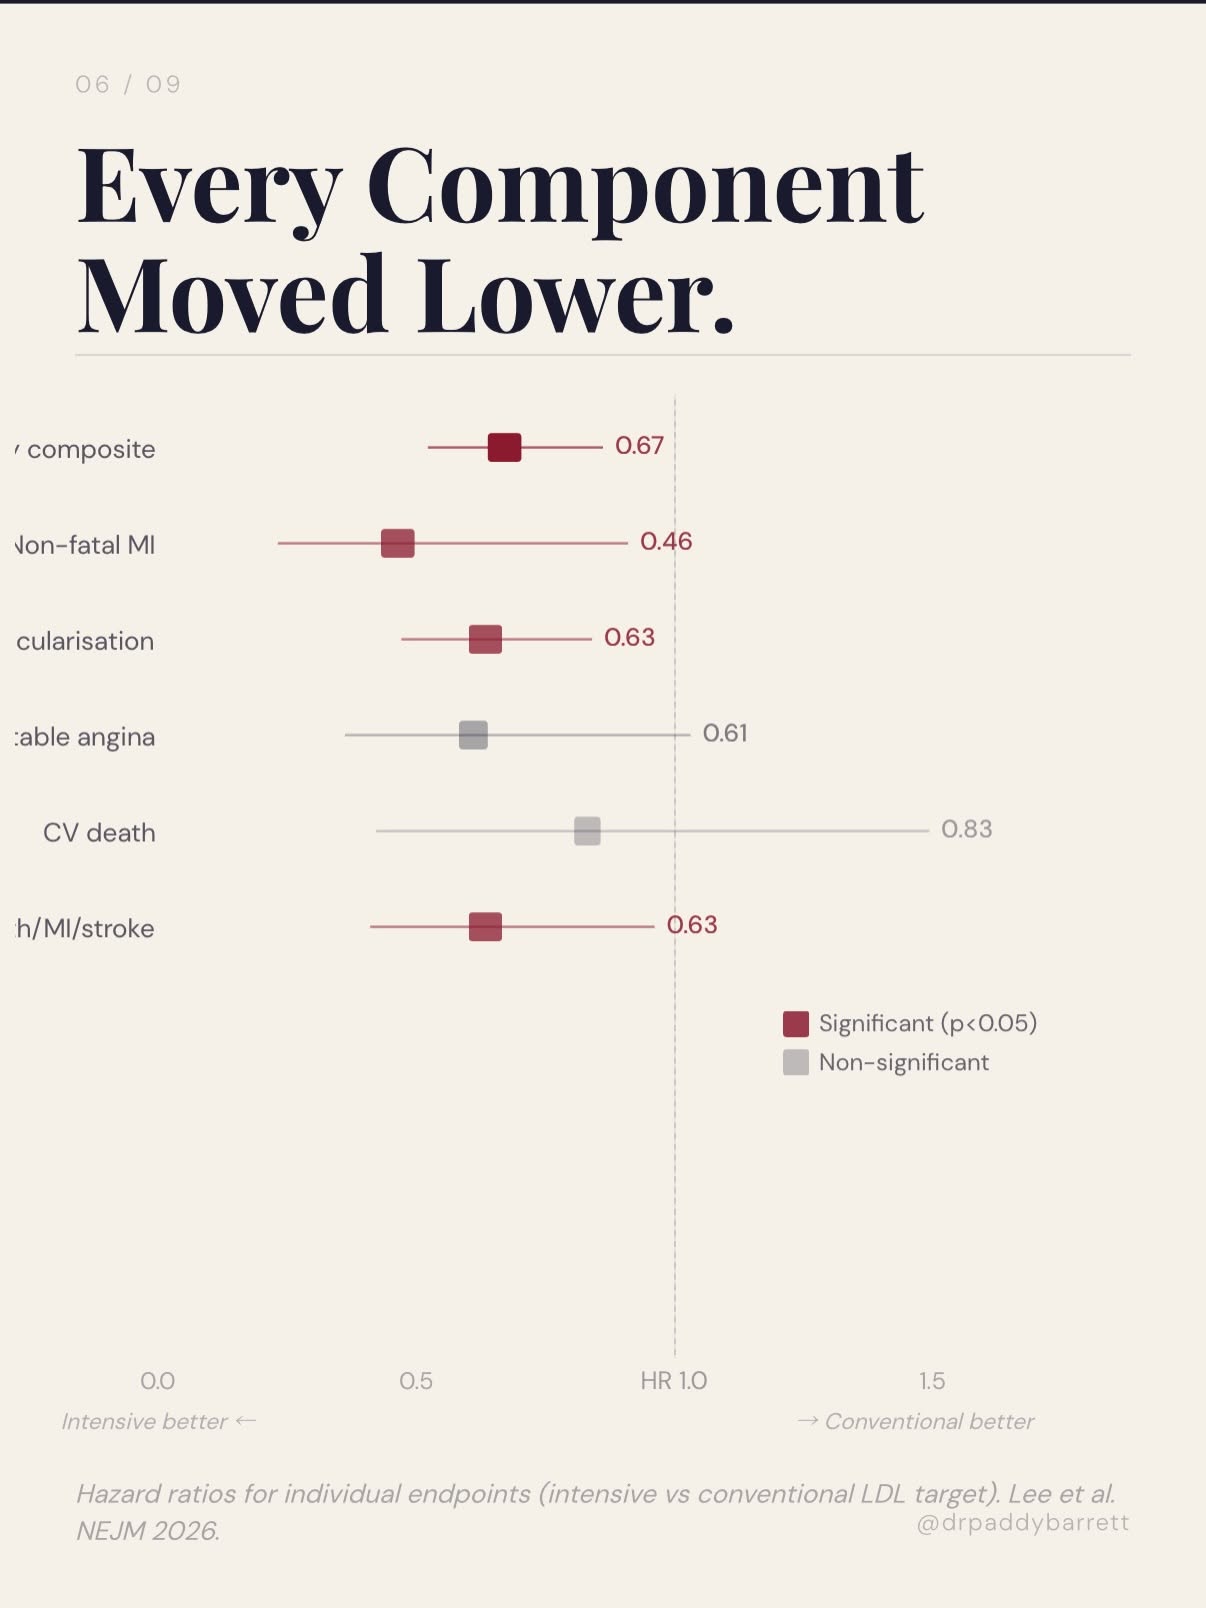 06 / 09
Every Component
Moved Lower.
composite 0.67
Non-fatal MI 0.46
cularisation 0.63
table angina 0.61
CV death 0.83
h/MI/stroke 0.63
Significant (p<0.05)
Non-significant
0.0 0.5 HR 1.0 1.5
Intensive better ← → Conventional better
Hazard ratios for individual endpoints (intensive vs conventional LDL target). Lee et al.
NEJM 2026.
@drpaddybarrett